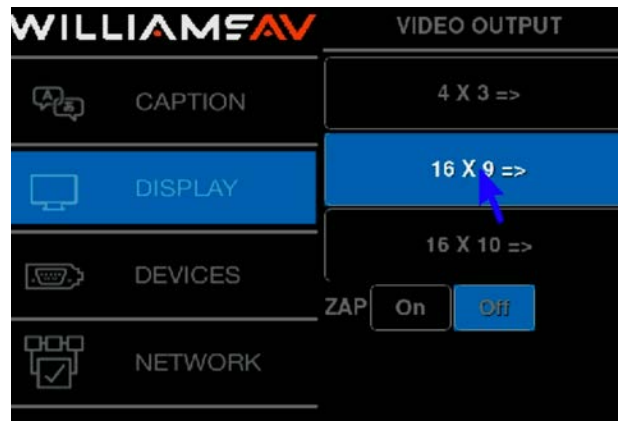 WILLIAMSAV
VIDEO OUTPUT
CAPTION
DISPLAY
DEVICES
NETWORK
4 X 3 =>
16 X 9 =>
16 X 10 =>
ZAP On Off